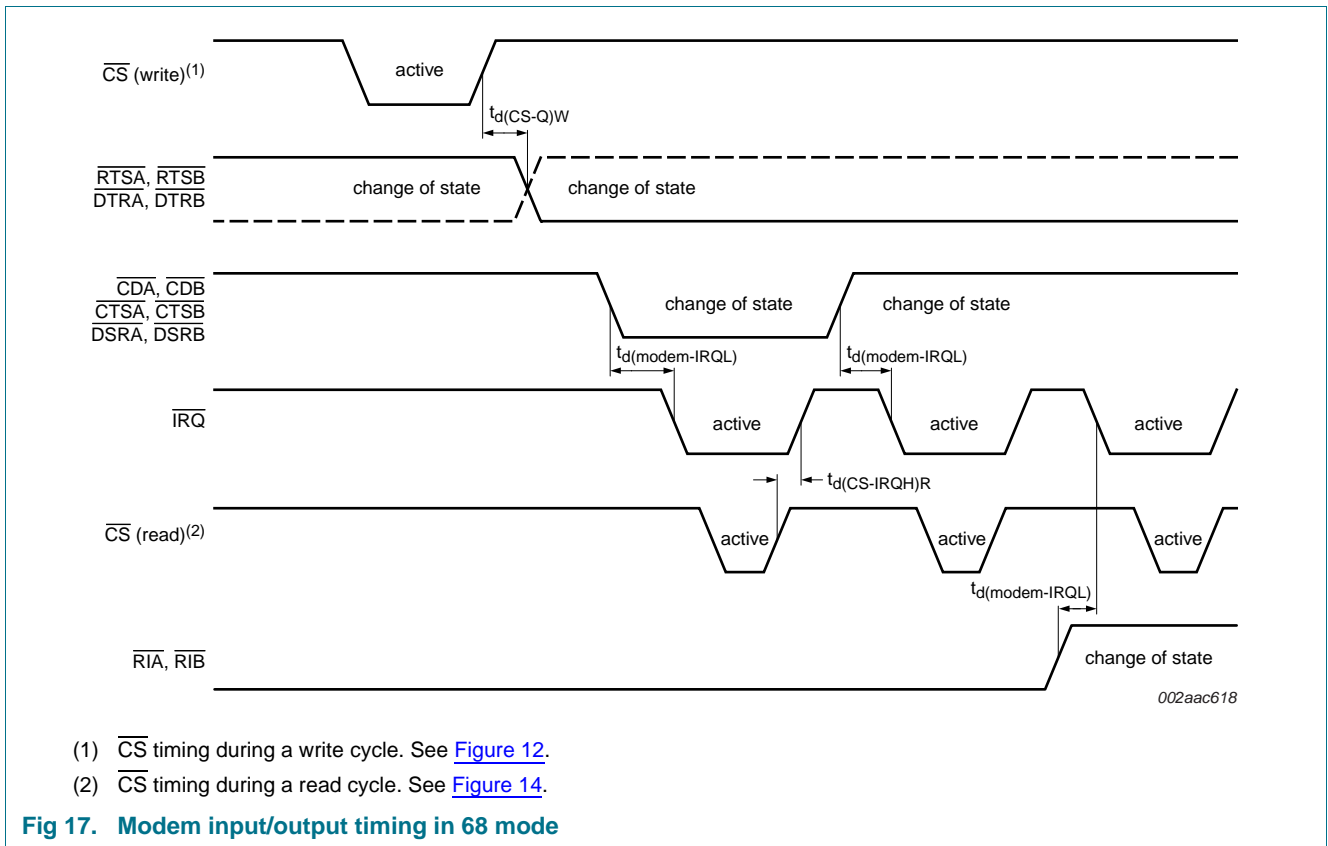 CS (write)(1)
active
td(CS-Q)W
RTSA, RTSB
DTRA, DTRB
change of state
change of state
CDA, CDB
CTSA, CTSB
DSRA, DSRB
change of state
change of state
td(modem-IRQL)
td(modem-IRQL)
IRQ
active
active
active
td(CS-IRQH)R
CS (read)(2)
active
active
active
td(modem-IRQL)
RIA, RIB
change of state
002aac618
(1) CS timing during a write cycle. See Figure 12.
(2) CS timing during a read cycle. See Figure 14.
Fig 17. Modem input/output timing in 68 mode